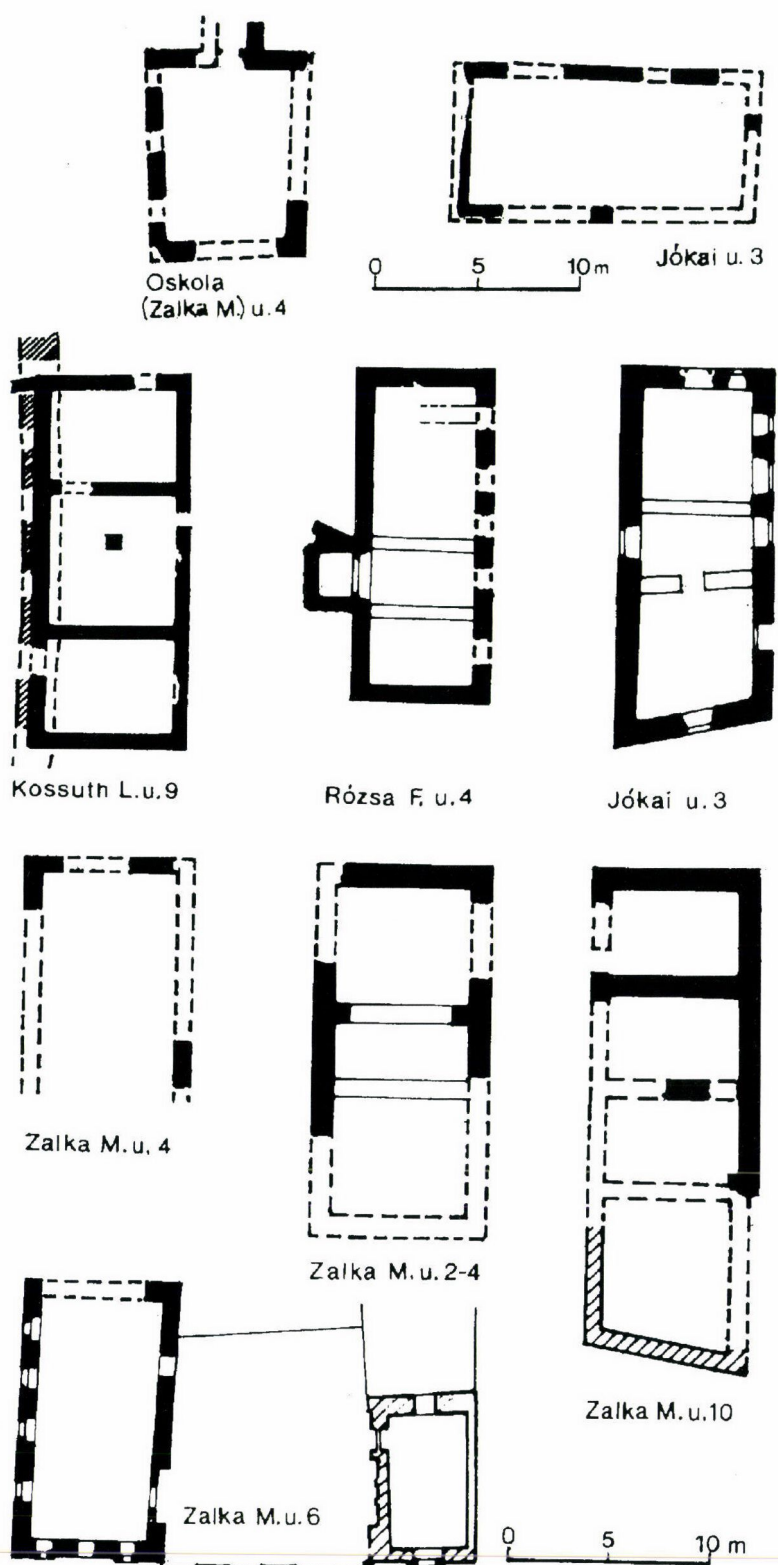 Oskola
(Zalka M.) u. 4
0 5 10 m
Jókai u. 3
Kossuth L. u. 9
Rózsa F. u. 4
Jókai u. 3
Zalka M. u. 4
Zalka M. u. 2-4
Zalka M. u. 10
Zalka M. u. 6
0 5 10 m